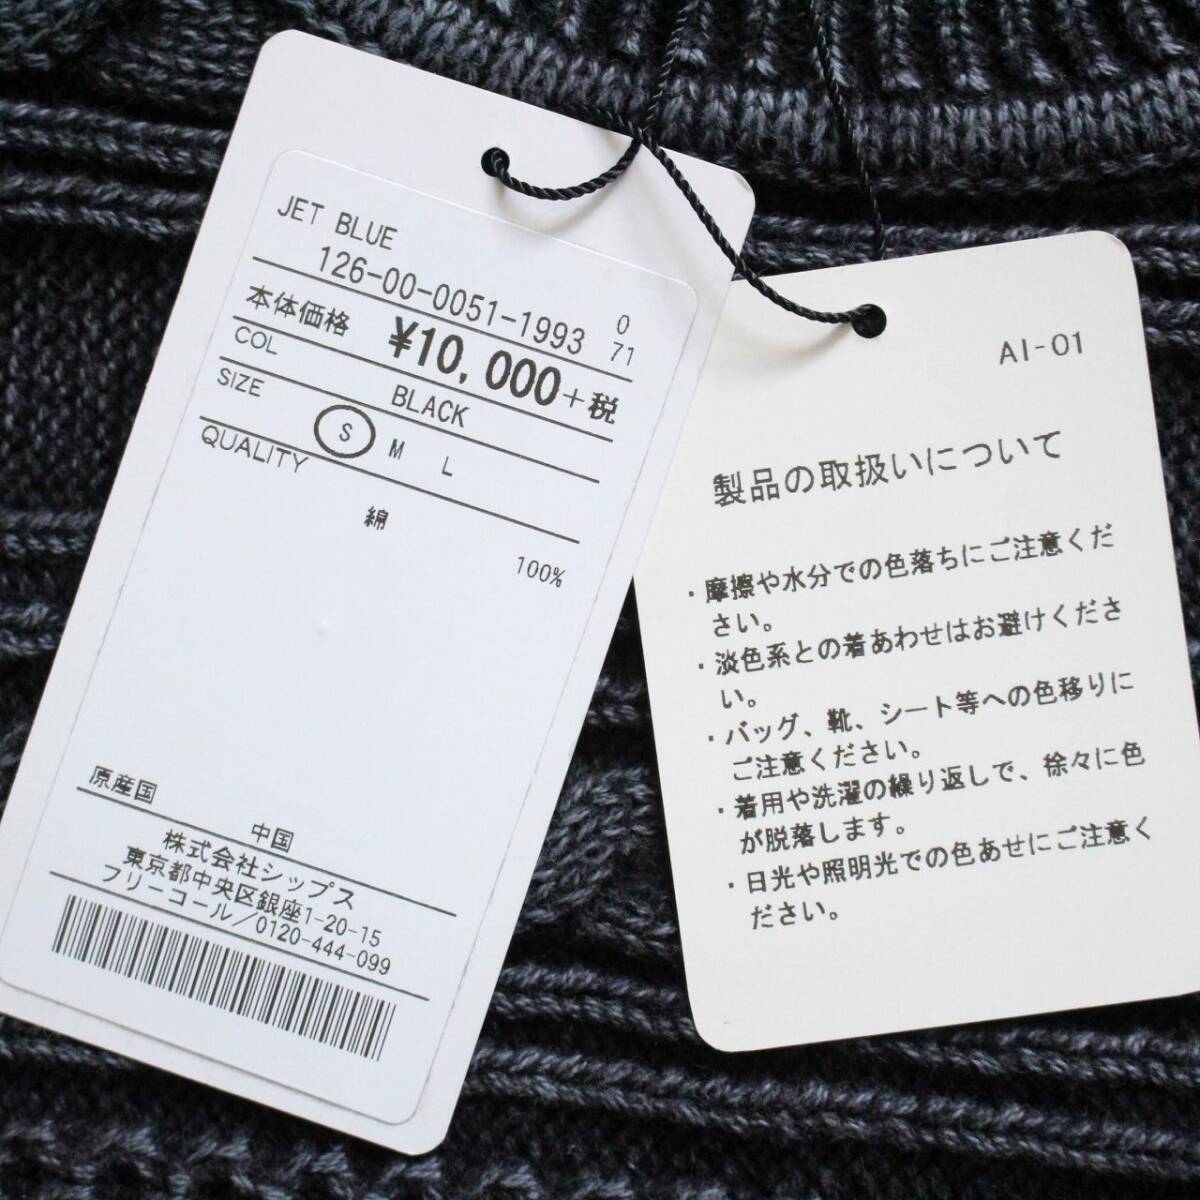 JET BLUE
126-00-0051-1993
0
71
本体価格 ¥10,000+税
COL BLACK
SIZE S M L
QUALITY
綿
100%
原産国
中国
株式会社シップス
東京都中央区銀座1-20-15
フリーコール/0120-444-099
AI-01
製品の取扱いについて
・摩擦や水分での色落ちにご注意くだ
さい。
・淡色系との着あわせはお避けくださ
い。
・バッグ、靴、シート等への色移りに
ご注意ください。
・着用や洗濯の繰り返しで、徐々に色
が脱落します。
・日光や照明光での色あせにご注意く
ださい。